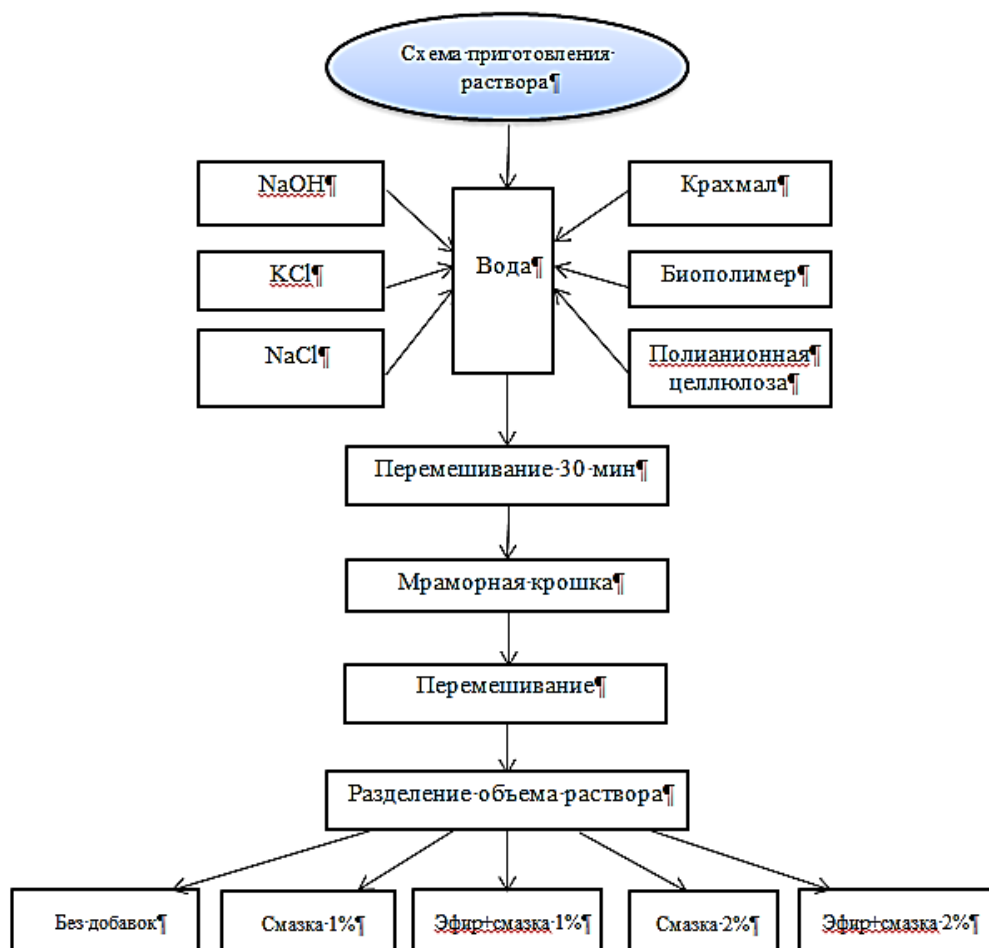 Схема·приготовления·
раствора¶
NaOH¶
KCl¶
NaCl¶
Вода¶
Крахмал¶
Биополимер¶
Полианионная¶
целлюлоза¶
Перемешивание·30·мин¶
Мраморная·крошка¶
Перемешивание¶
Разделение·объема·раствора¶
Без·добавок¶
Смазка·1%¶
Эфир+смазка·1%¶
Смазка·2%¶
Эфир+смазка·2%¶